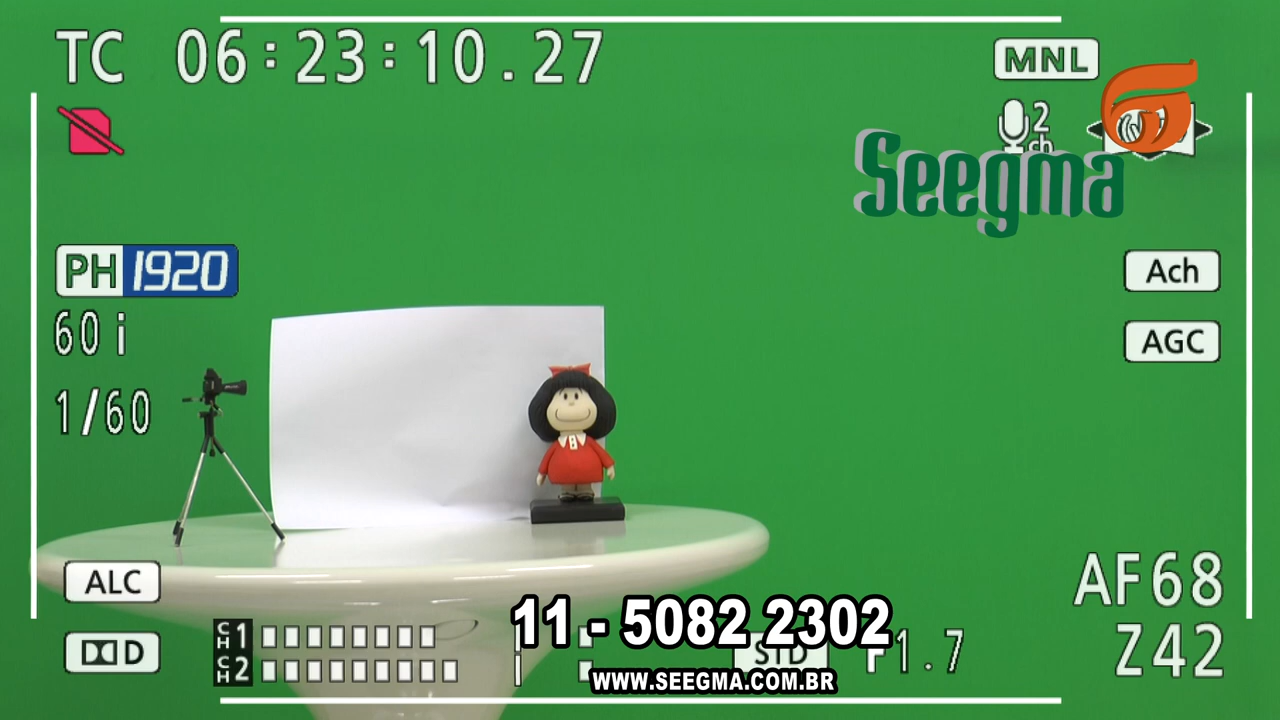 TC 06:23:10.27
MNL
2 ch
Seegma
PH 1920
Ach
60 i
AGC
1/60
AF68
ALC
11 - 5082 2302
CH1
Z42
D
CH2
STD
F1.7
WWW.SEEGMA.COM.BR